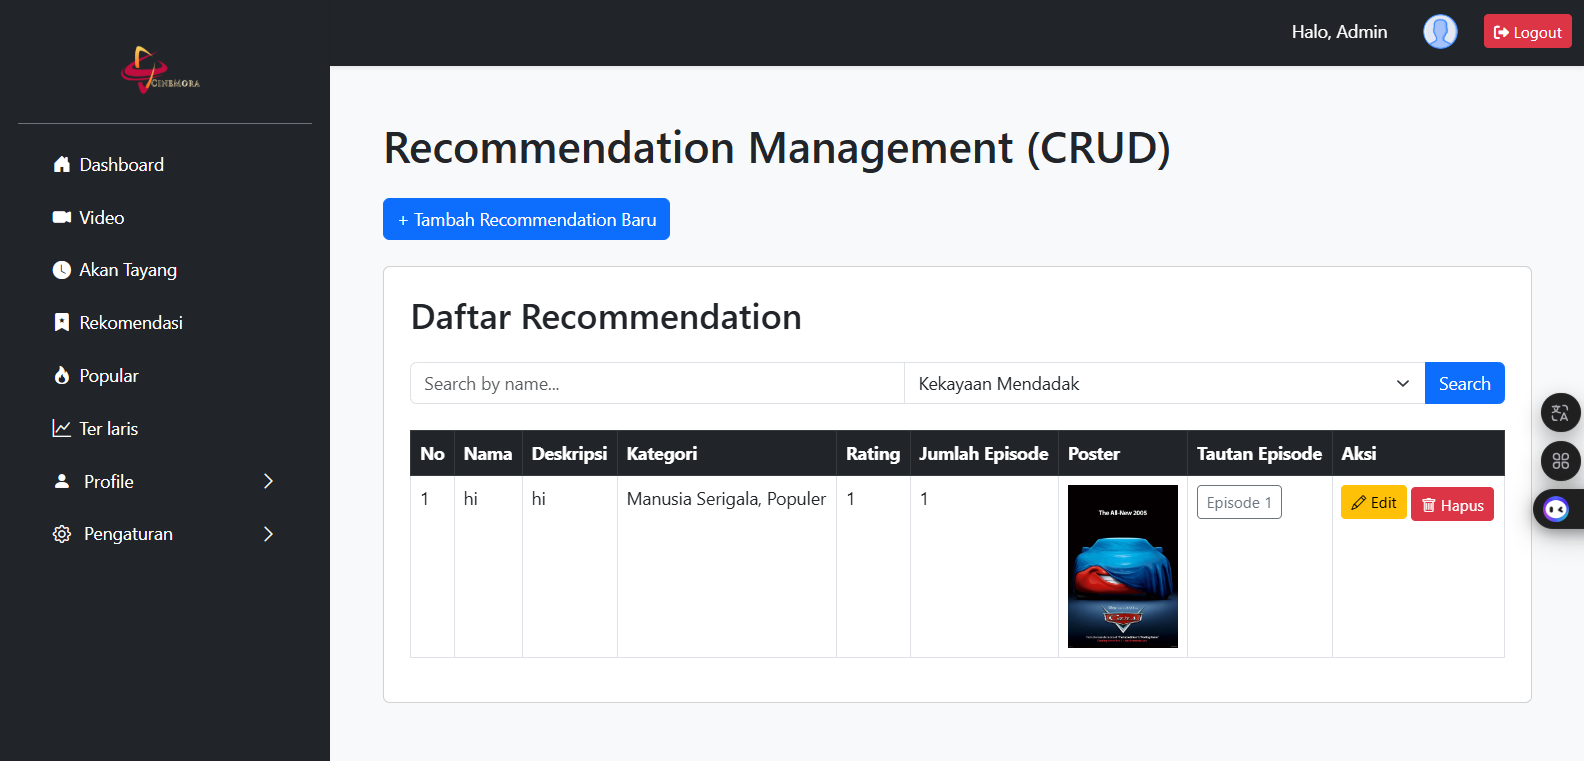 Halo, Admin
Logout
CINEMORA
Dashboard
Video
Akan Tayang
Rekomendasi
Popular
Ter laris
Profile
Pengaturan
Recommendation Management (CRUD)
+ Tambah Recommendation Baru
Daftar Recommendation
Search by name...
Kekayaan Mendadak
Search
No Nama Deskripsi Kategori Rating Jumlah Episode Poster Tautan Episode Aksi
1 hi hi Manusia Serigala, Populer 1 1 Episode 1 Edit Hapus
The All-New 2005
Cars